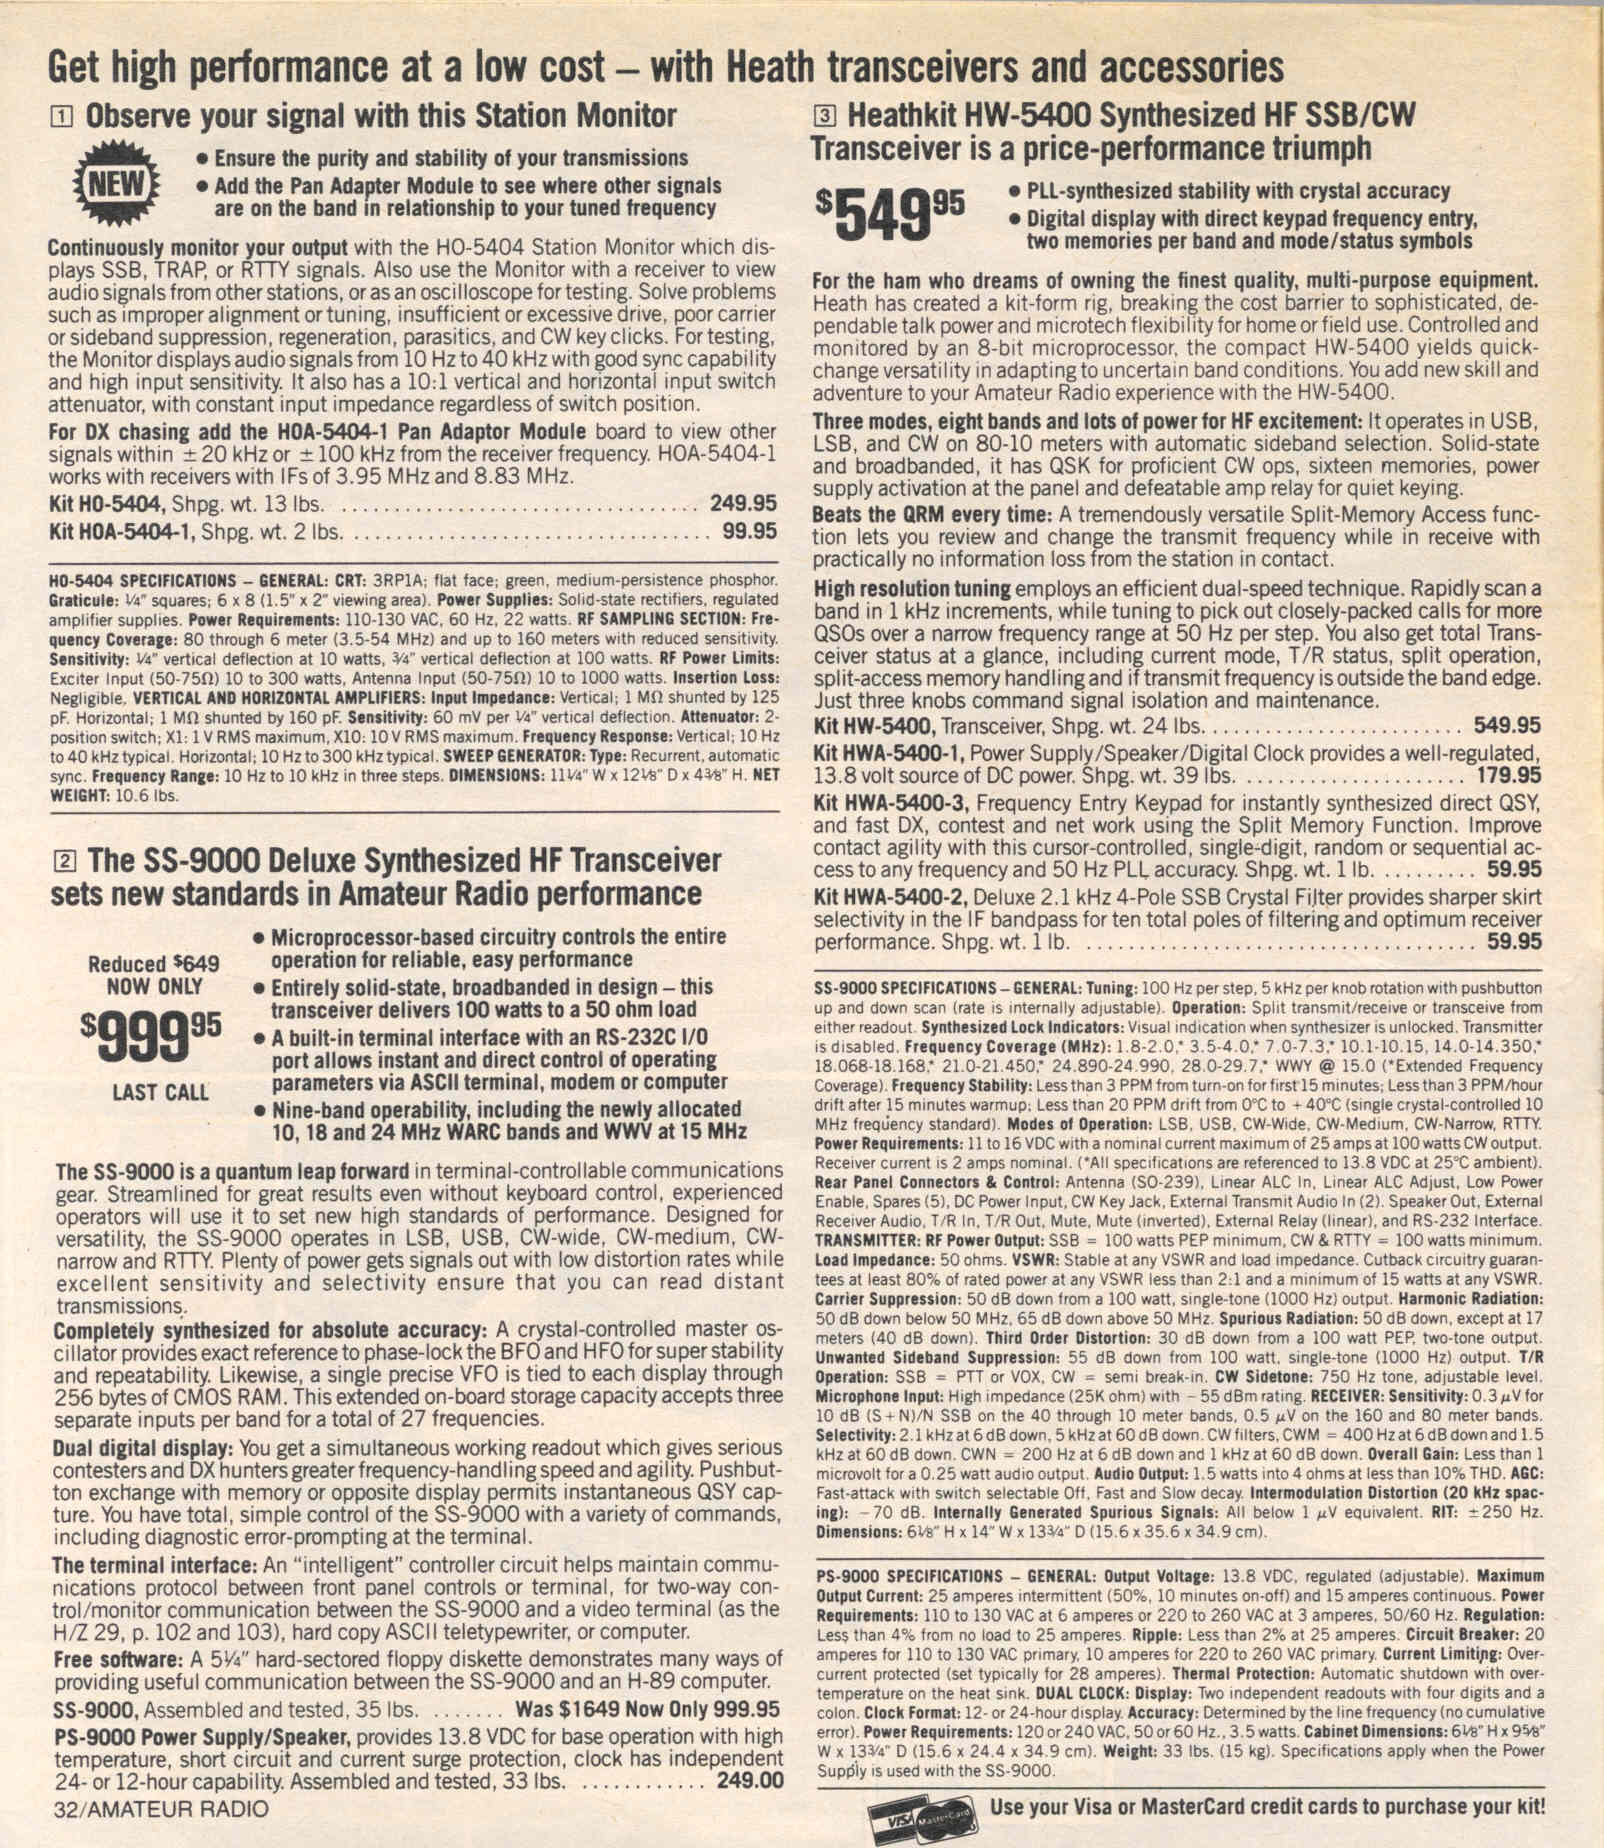 Get high performance at a low cost – with Heath transceivers and accessories
1 Observe your signal with this Station Monitor
NEW
● Ensure the purity and stability of your transmissions
● Add the Pan Adapter Module to see where other signals
are on the band in relationship to your tuned frequency
Continuously monitor your output with the HO-5404 Station Monitor which dis-
plays SSB, TRAP, or RTTY signals. Also use the Monitor with a receiver to view
audio signals from other stations, or as an oscilloscope for testing. Solve problems
such as improper alignment or tuning, insufficient or excessive drive, poor carrier
or sideband suppression, regeneration, parasitics, and CW key clicks. For testing,
the Monitor displays audio signals from 10 Hz to 40 kHz with good sync capability
and high input sensitivity. It also has a 10:1 vertical and horizontal input switch
attenuator, with constant input impedance regardless of switch position.
For DX chasing add the HOA-5404-1 Pan Adaptor Module board to view other
signals within ±20 kHz or ±100 kHz from the receiver frequency. HOA-5404-1
works with receivers with IFs of 3.95 MHz and 8.83 MHz.
Kit HO-5404, Shpg. wt. 13 lbs. .................................. 249.95
Kit HOA-5404-1, Shpg. wt. 2 lbs. .................................. 99.95
HO-5404 SPECIFICATIONS – GENERAL: CRT: 3RP1A; flat face; green, medium-persistence phosphor.
Graticule: ¼" squares; 6 x 8 (1.5" x 2" viewing area). Power Supplies: Solid-state rectifiers, regulated
amplifier supplies. Power Requirements: 110-130 VAC, 60 Hz, 22 watts. RF SAMPLING SECTION: Fre-
quency Coverage: 80 through 6 meter (3.5-54 MHz) and up to 160 meters with reduced sensitivity.
Sensitivity: ¼" vertical deflection at 10 watts, ¾" vertical deflection at 100 watts. RF Power Limits:
Exciter Input (50-75Ω) 10 to 300 watts, Antenna Input (50-75Ω) 10 to 1000 watts. Insertion Loss:
Negligible. VERTICAL AND HORIZONTAL AMPLIFIERS: Input Impedance: Vertical; 1 MΩ shunted by 125
pF. Horizontal; 1 MΩ shunted by 160 pF. Sensitivity: 60 mV per ¼" vertical deflection. Attenuator: 2-
position switch; X1: 1 V RMS maximum, X10: 10 V RMS maximum. Frequency Response: Vertical; 10 Hz
to 40 kHz typical. Horizontal; 10 Hz to 300 kHz typical. SWEEP GENERATOR: Type: Recurrent, automatic
sync. Frequency Range: 10 Hz to 10 kHz in three steps. DIMENSIONS: 11¼" W x 12⅛" D x 4⅜" H. NET
WEIGHT: 10.6 lbs.
2 The SS-9000 Deluxe Synthesized HF Transceiver
sets new standards in Amateur Radio performance
Reduced $649
NOW ONLY
$999 95
LAST CALL
● Microprocessor-based circuitry controls the entire
operation for reliable, easy performance
● Entirely solid-state, broadbanded in design – this
transceiver delivers 100 watts to a 50 ohm load
● A built-in terminal interface with an RS-232C I/O
port allows instant and direct control of operating
parameters via ASCII terminal, modem or computer
● Nine-band operability, including the newly allocated
10, 18 and 24 MHz WARC bands and WWV at 15 MHz
The SS-9000 is a quantum leap forward in terminal-controllable communications
gear. Streamlined for great results even without keyboard control, experienced
operators will use it to set new high standards of performance. Designed for
versatility, the SS-9000 operates in LSB, USB, CW-wide, CW-medium, CW-
narrow and RTTY. Plenty of power gets signals out with low distortion rates while
excellent sensitivity and selectivity ensure that you can read distant
transmissions.
Completely synthesized for absolute accuracy: A crystal-controlled master os-
cillator provides exact reference to phase-lock the BFO and HFO for super stability
and repeatability. Likewise, a single precise VFO is tied to each display through
256 bytes of CMOS RAM. This extended on-board storage capacity accepts three
separate inputs per band for a total of 27 frequencies.
Dual digital display: You get a simultaneous working readout which gives serious
contesters and DX hunters greater frequency-handling speed and agility. Pushbut-
ton exchange with memory or opposite display permits instantaneous QSY cap-
ture. You have total, simple control of the SS-9000 with a variety of commands,
including diagnostic error-prompting at the terminal.
The terminal interface: An "intelligent" controller circuit helps maintain commu-
nications protocol between front panel controls or terminal, for two-way con-
trol/monitor communication between the SS-9000 and a video terminal (as the
H/Z 29, p. 102 and 103), hard copy ASCII teletypewriter, or computer.
Free software: A 5¼" hard-sectored floppy diskette demonstrates many ways of
providing useful communication between the SS-9000 and an H-89 computer.
SS-9000, Assembled and tested, 35 lbs. ....... Was $1649 Now Only 999.95
PS-9000 Power Supply/Speaker, provides 13.8 VDC for base operation with high
temperature, short circuit and current surge protection, clock has independent
24- or 12-hour capability. Assembled and tested, 33 lbs. ............ 249.00
32/AMATEUR RADIO
3 Heathkit HW-5400 Synthesized HF SSB/CW
Transceiver is a price-performance triumph
$549 95
● PLL-synthesized stability with crystal accuracy
● Digital display with direct keypad frequency entry,
two memories per band and mode/status symbols
For the ham who dreams of owning the finest quality, multi-purpose equipment.
Heath has created a kit-form rig, breaking the cost barrier to sophisticated, de-
pendable talk power and microtech flexibility for home or field use. Controlled and
monitored by an 8-bit microprocessor, the compact HW-5400 yields quick-
change versatility in adapting to uncertain band conditions. You add new skill and
adventure to your Amateur Radio experience with the HW-5400.
Three modes, eight bands and lots of power for HF excitement: It operates in USB,
LSB, and CW on 80-10 meters with automatic sideband selection. Solid-state
and broadbanded, it has QSK for proficient CW ops, sixteen memories, power
supply activation at the panel and defeatable amp relay for quiet keying.
Beats the QRM every time: A tremendously versatile Split-Memory Access func-
tion lets you review and change the transmit frequency while in receive with
practically no information loss from the station in contact.
High resolution tuning employs an efficient dual-speed technique. Rapidly scan a
band in 1 kHz increments, while tuning to pick out closely-packed calls for more
QSOs over a narrow frequency range at 50 Hz per step. You also get total Trans-
ceiver status at a glance, including current mode, T/R status, split operation,
split-access memory handling and if transmit frequency is outside the band edge.
Just three knobs command signal isolation and maintenance.
Kit HW-5400, Transceiver, Shpg. wt. 24 lbs. ........................ 549.95
Kit HWA-5400-1, Power Supply/Speaker/Digital Clock provides a well-regulated,
13.8 volt source of DC power. Shpg. wt. 39 lbs. ..................... 179.95
Kit HWA-5400-3, Frequency Entry Keypad for instantly synthesized direct QSY,
and fast DX, contest and net work using the Split Memory Function. Improve
contact agility with this cursor-controlled, single-digit, random or sequential ac-
cess to any frequency and 50 Hz PLL accuracy. Shpg. wt. 1 lb. .......... 59.95
Kit HWA-5400-2, Deluxe 2.1 kHz 4-Pole SSB Crystal Filter provides sharper skirt
selectivity in the IF bandpass for ten total poles of filtering and optimum receiver
performance. Shpg. wt. 1 lb. ..................................... 59.95
SS-9000 SPECIFICATIONS – GENERAL: Tuning: 100 Hz per step, 5 kHz per knob rotation with pushbutton
up and down scan (rate is internally adjustable). Operation: Split transmit/receive or transceive from
either readout. Synthesized Lock Indicators: Visual indication when synthesizer is unlocked. Transmitter
is disabled. Frequency Coverage (MHz): 1.8-2.0,* 3.5-4.0,* 7.0-7.3,* 10.1-10.15, 14.0-14.350,*
18.068-18.168,* 21.0-21.450,* 24.890-24.990, 28.0-29.7,* WWY @ 15.0 (*Extended Frequency
Coverage). Frequency Stability: Less than 3 PPM from turn-on for first 15 minutes; Less than 3 PPM/hour
drift after 15 minutes warmup; Less than 20 PPM drift from 0°C to +40°C (single crystal-controlled 10
MHz frequency standard). Modes of Operation: LSB, USB, CW-Wide, CW-Medium, CW-Narrow, RTTY.
Power Requirements: 11 to 16 VDC with a nominal current maximum of 25 amps at 100 watts CW output.
Receiver current is 2 amps nominal. (*All specifications are referenced to 13.8 VDC at 25°C ambient).
Rear Panel Connectors & Control: Antenna (SO-239), Linear ALC In, Linear ALC Adjust, Low Power
Enable, Spares (5), DC Power Input, CW Key Jack, External Transmit Audio In (2). Speaker Out, External
Receiver Audio, T/R In, T/R Out, Mute, Mute (inverted), External Relay (linear), and RS-232 Interface.
TRANSMITTER: RF Power Output: SSB = 100 watts PEP minimum, CW & RTTY = 100 watts minimum.
Load Impedance: 50 ohms. VSWR: Stable at any VSWR and load impedance. Cutback circuitry guaran-
tees at least 80% of rated power at any VSWR less than 2:1 and a minimum of 15 watts at any VSWR.
Carrier Suppression: 50 dB down from a 100 watt, single-tone (1000 Hz) output. Harmonic Radiation:
50 dB down below 50 MHz, 65 dB down above 50 MHz. Spurious Radiation: 50 dB down, except at 17
meters (40 dB down). Third Order Distortion: 30 dB down from a 100 watt PEP, two-tone output.
Unwanted Sideband Suppression: 55 dB down from 100 watt, single-tone (1000 Hz) output. T/R
Operation: SSB = PTT or VOX, CW = semi break-in. CW Sidetone: 750 Hz tone, adjustable level.
Microphone Input: High impedance (25K ohm) with –55 dBm rating. RECEIVER: Sensitivity: 0.3 µV for
10 dB (S+N)/N SSB on the 40 through 10 meter bands, 0.5 µV on the 160 and 80 meter bands.
Selectivity: 2.1 kHz at 6 dB down, 5 kHz at 60 dB down. CW filters, CWM = 400 Hz at 6 dB down and 1.5
kHz at 60 dB down. CWN = 200 Hz at 6 dB down and 1 kHz at 60 dB down. Overall Gain: Less than 1
microvolt for a 0.25 watt audio output. Audio Output: 1.5 watts into 4 ohms at less than 10% THD. AGC:
Fast-attack with switch selectable Off, Fast and Slow decay. Intermodulation Distortion (20 kHz spac-
ing): –70 dB. Internally Generated Spurious Signals: All below 1 µV equivalent. RIT: ±250 Hz.
Dimensions: 6⅛" H x 14" W x 13¾" D (15.6 x 35.6 x 34.9 cm).
PS-9000 SPECIFICATIONS – GENERAL: Output Voltage: 13.8 VDC, regulated (adjustable). Maximum
Output Current: 25 amperes intermittent (50%, 10 minutes on-off) and 15 amperes continuous. Power
Requirements: 110 to 130 VAC at 6 amperes or 220 to 260 VAC at 3 amperes, 50/60 Hz. Regulation:
Less than 4% from no load to 25 amperes. Ripple: Less than 2% at 25 amperes. Circuit Breaker: 20
amperes for 110 to 130 VAC primary, 10 amperes for 220 to 260 VAC primary. Current Limiting: Over-
current protected (set typically for 28 amperes). Thermal Protection: Automatic shutdown with over-
temperature on the heat sink. DUAL CLOCK: Display: Two independent readouts with four digits and a
colon. Clock Format: 12- or 24-hour display. Accuracy: Determined by the line frequency (no cumulative
error). Power Requirements: 120 or 240 VAC, 50 or 60 Hz., 3.5 watts. Cabinet Dimensions: 6⅛" H x 9⅝"
W x 13¾" D (15.6 x 24.4 x 34.9 cm). Weight: 33 lbs. (15 kg). Specifications apply when the Power
Supply is used with the SS-9000.
VISA MasterCard
Use your Visa or MasterCard credit cards to purchase your kit!